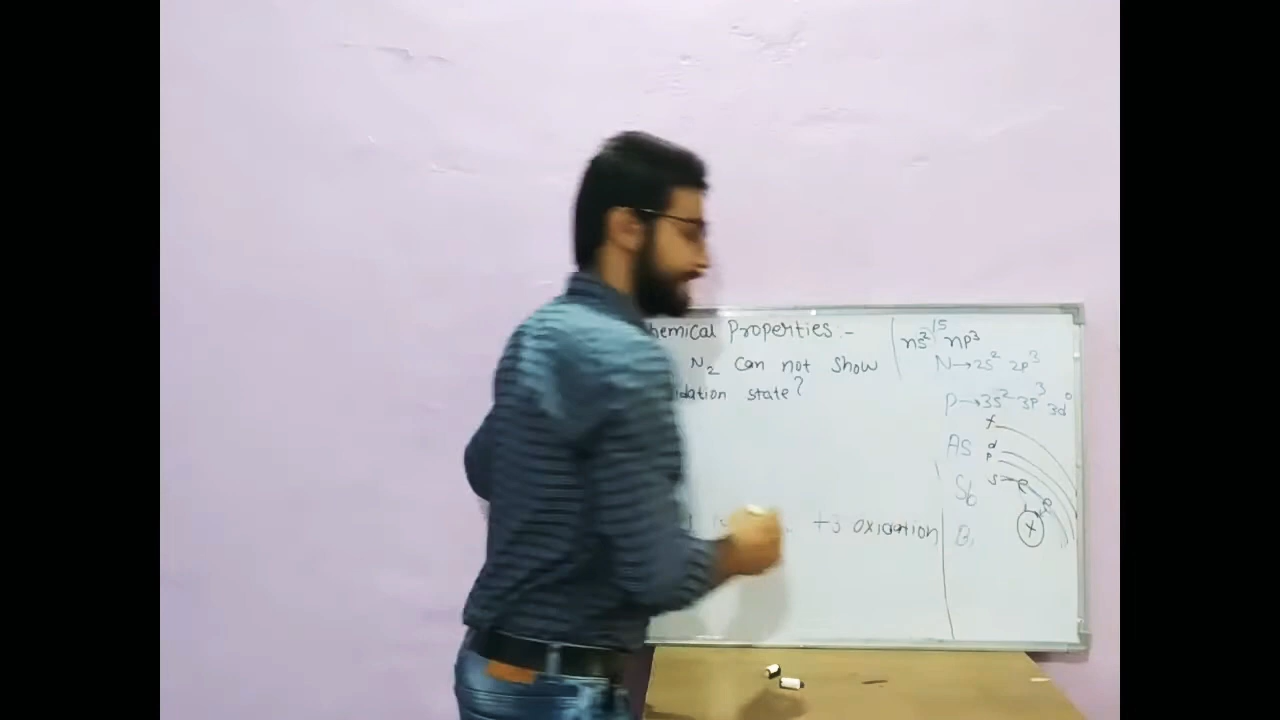 hemical Properties :-
N₂ can not show
idation state?
+3 oxidation
15
ns² np³
N→2s² 2p³
P→3s² 3p³ 3d⁰
As
Sb
Bi
f
d
p
s
e
e
X